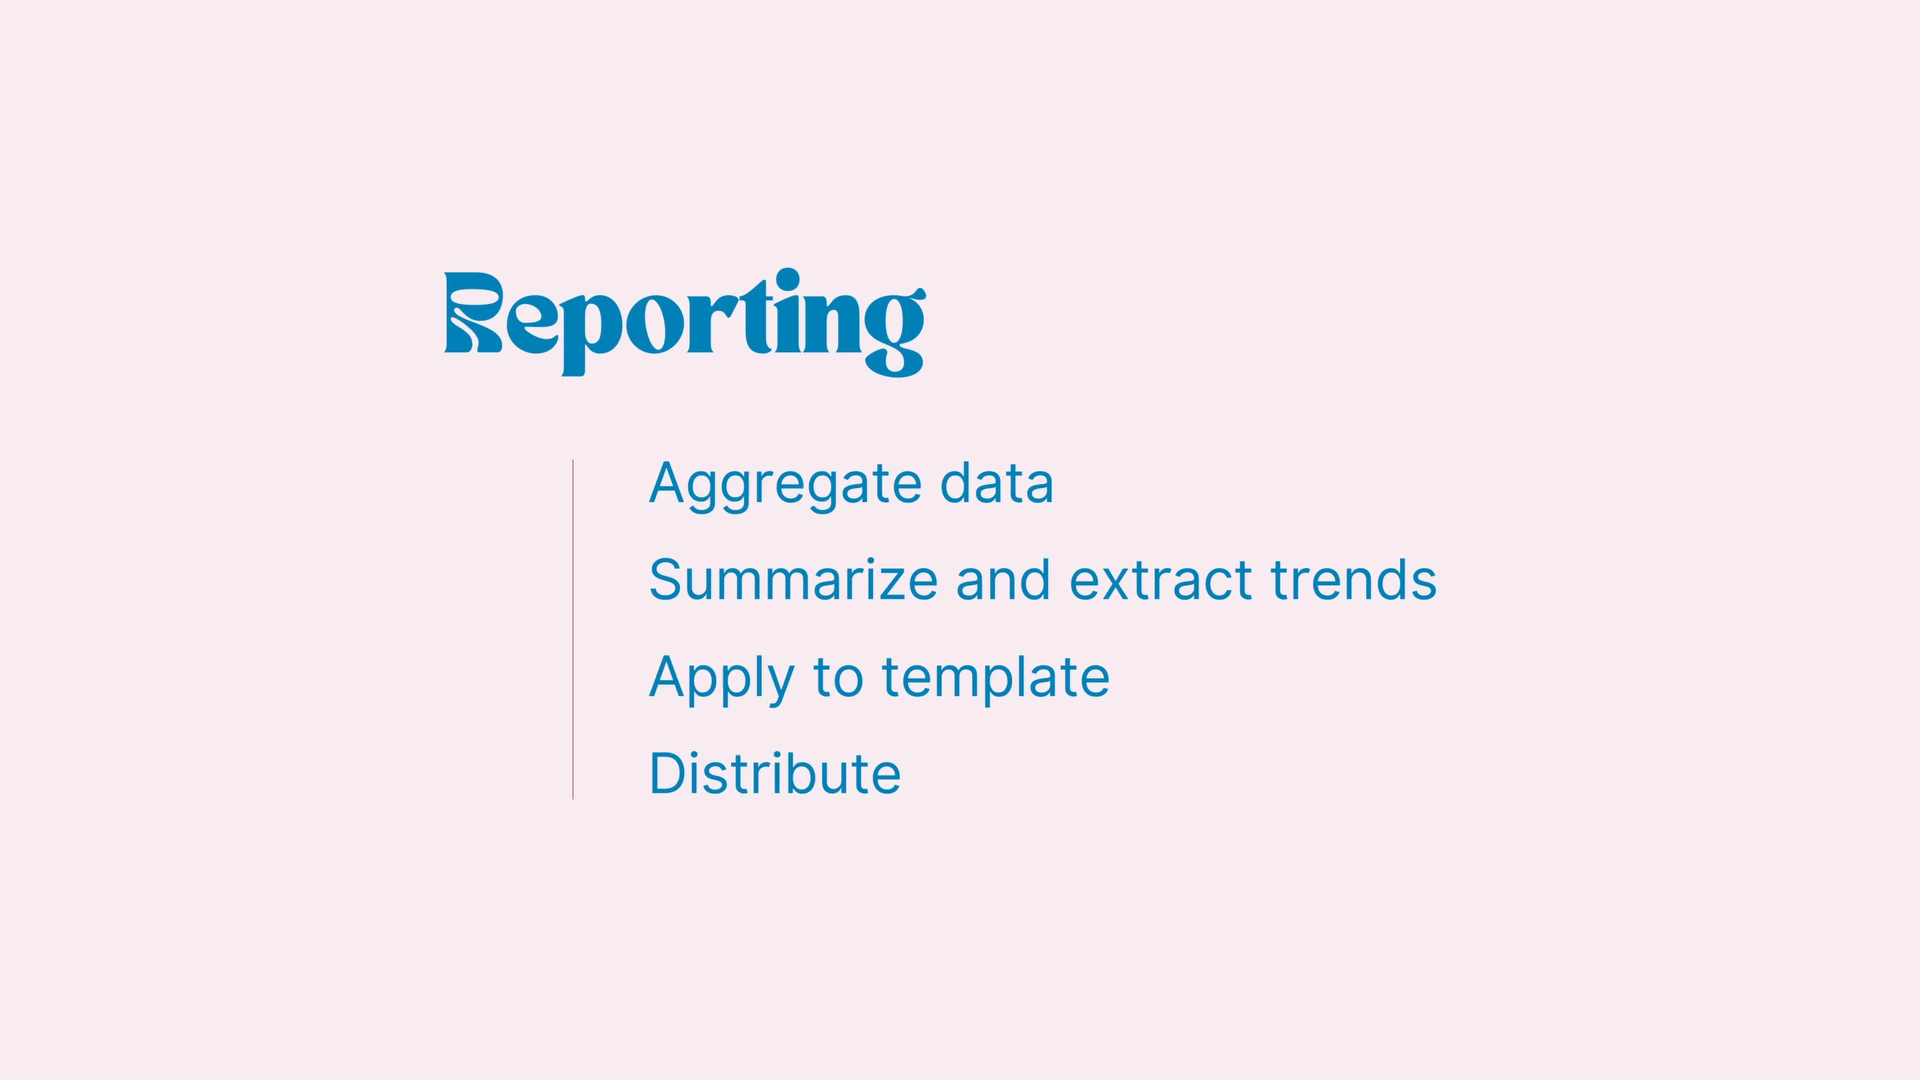 Reporting
Aggregate data
Summarize and extract trends
Apply to template
Distribute